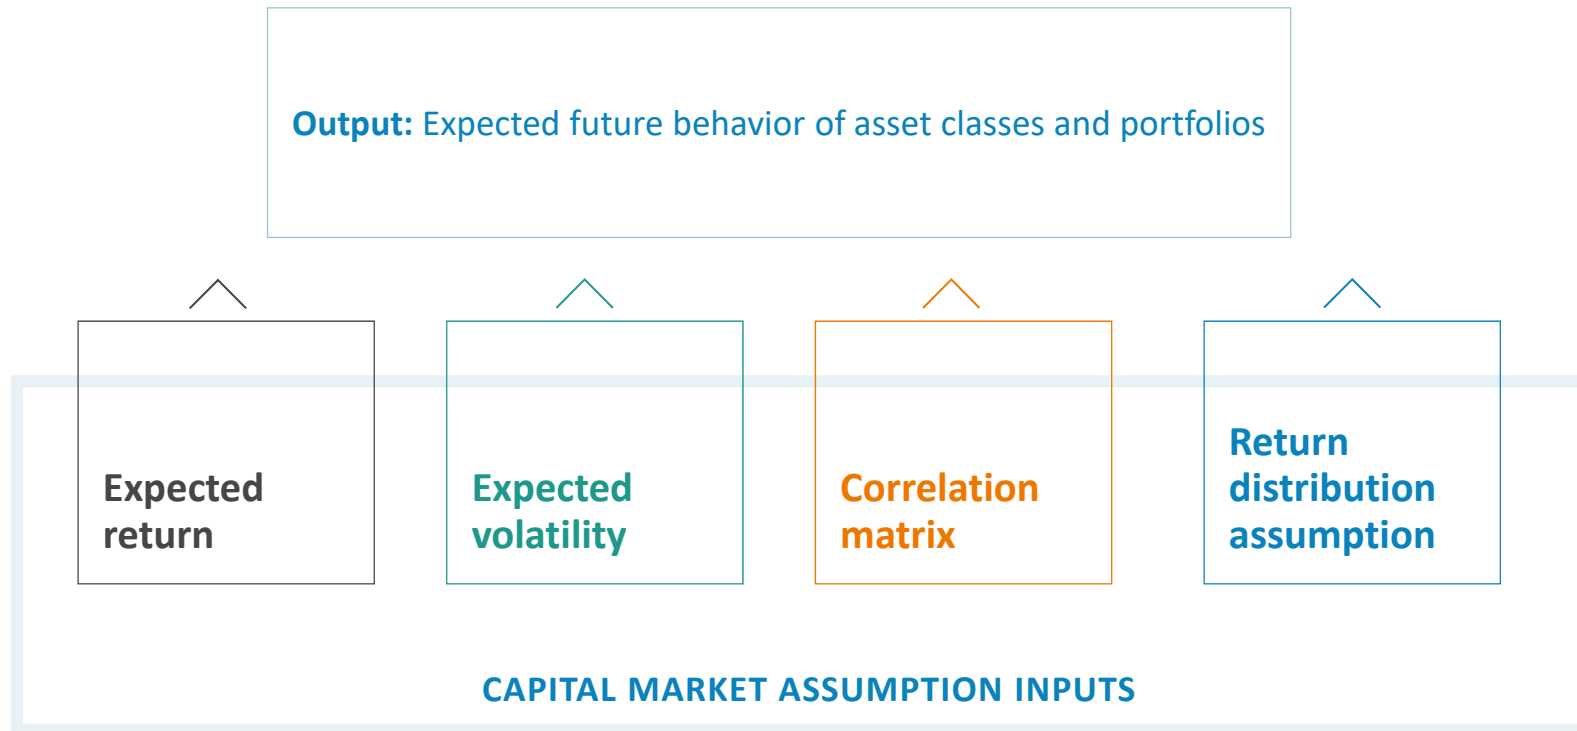 Output: Expected future behavior of asset classes and portfolios
Expected
return
Expected
volatility
Correlation
matrix
Return
distribution
assumption
CAPITAL MARKET ASSUMPTION INPUTS